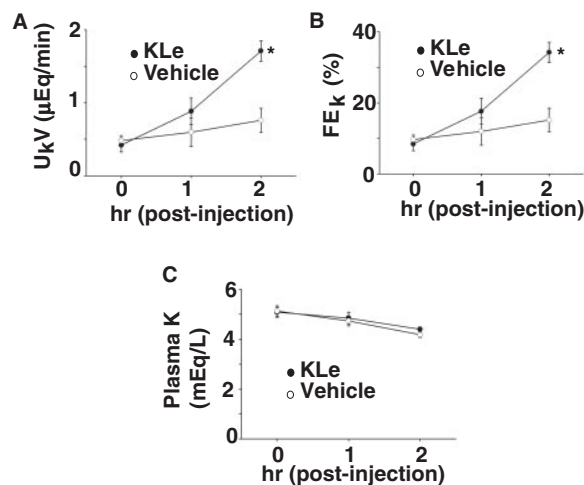 A
UkV (µEq/min)
2
1
0
KLe
Vehicle
*
0 1 2
hr (post-injection)
B
FEk (%)
40
20
0
KLe
Vehicle
*
0 1 2
hr (post-injection)
C
Plasma K
(mEq/L)
6
4
2
0
KLe
Vehicle
0 1 2
hr (post-injection)